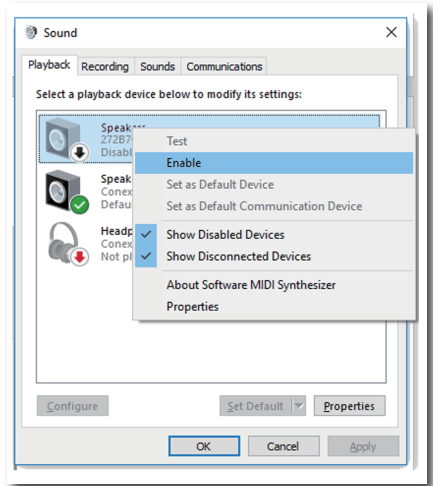 Sound
Playback Recording Sounds Communications
Select a playback device below to modify its settings:
Speakers
272B7
Disabl
Speak
Conex
Defau
Headp
Conex
Not pl
Test
Enable
Set as Default Device
Set as Default Communication Device
Show Disabled Devices
Show Disconnected Devices
About Software MIDI Synthesizer
Properties
Configure Set Default Properties
OK Cancel Apply